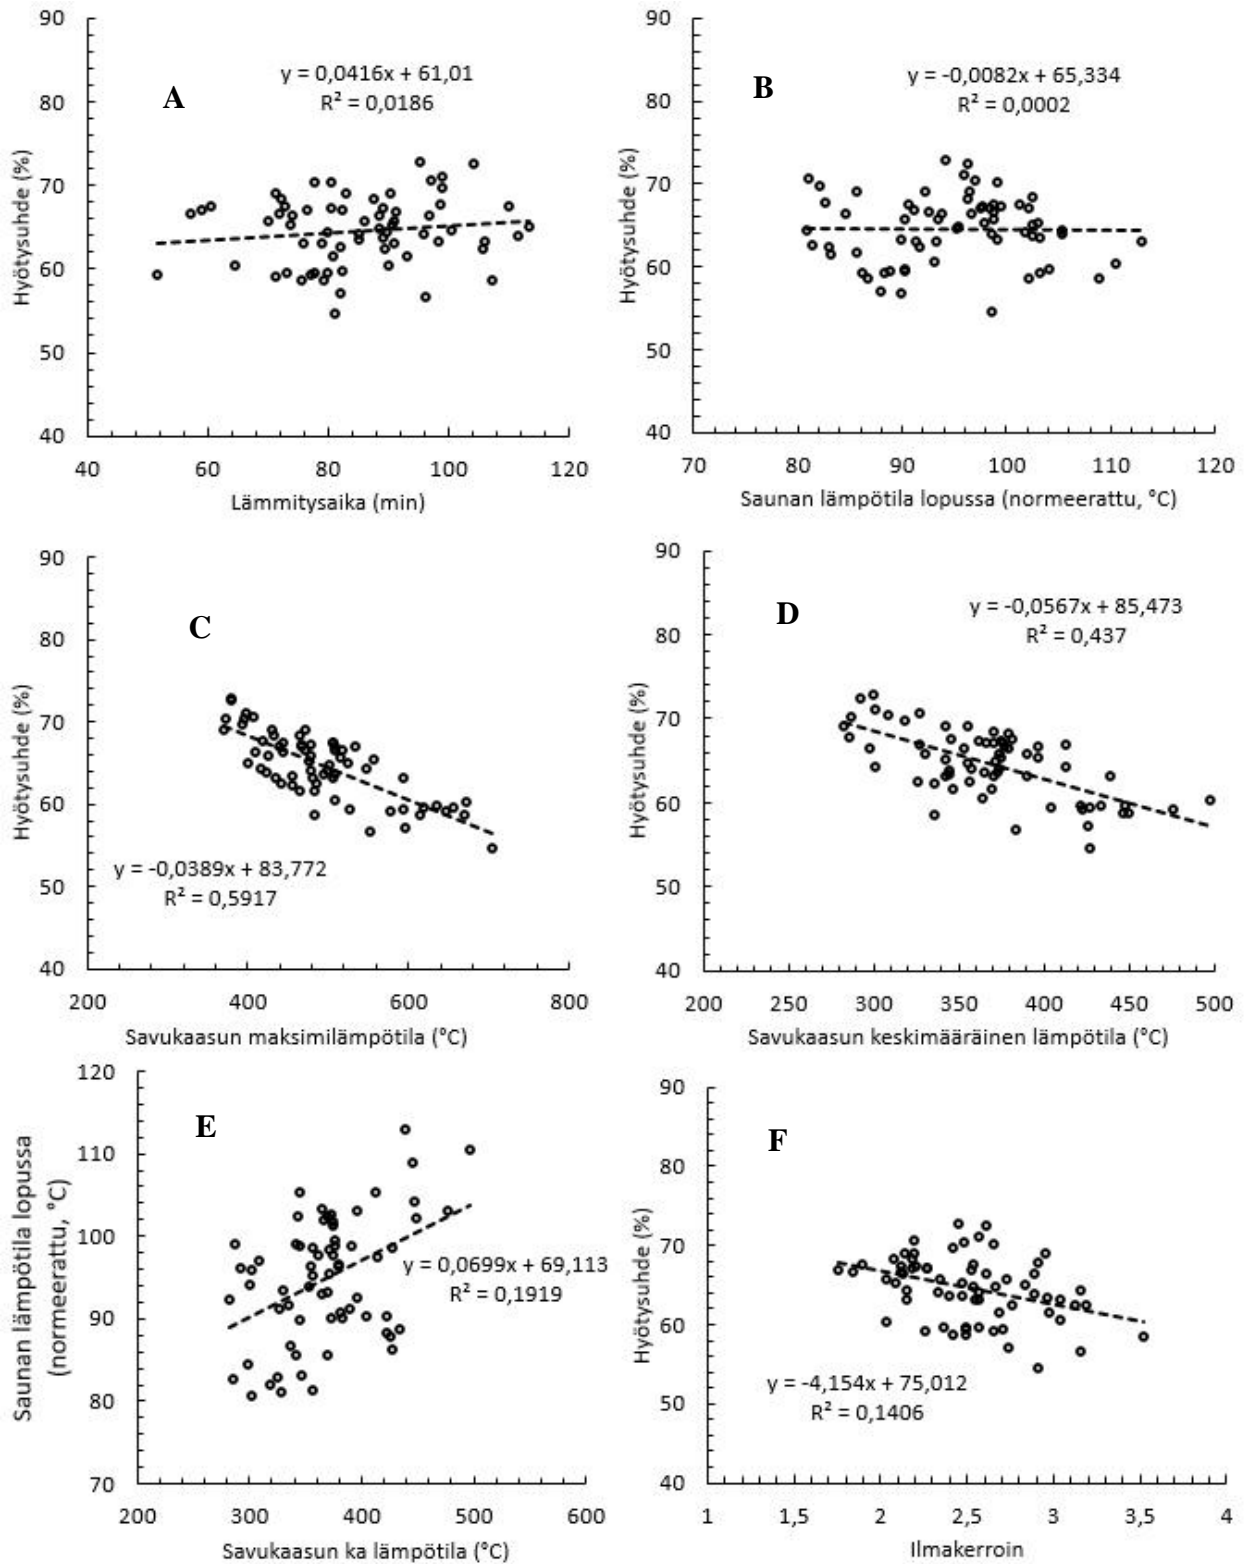 A
y = 0,0416x + 61,01
R² = 0,0186
90
80
70
60
50
40
40 60 80 100 120
Hyötysuhde (%)
Lämmitysaika (min)
B
y = -0,0082x + 65,334
R² = 0,0002
90
80
70
60
50
40
70 80 90 100 110 120
Hyötysuhde (%)
Saunan lämpötila lopussa (normeerattu, °C)
C
y = -0,0389x + 83,772
R² = 0,5917
90
80
70
60
50
40
200 400 600 800
Hyötysuhde (%)
Savukaasun maksimilämpötila (°C)
D
y = -0,0567x + 85,473
R² = 0,437
90
80
70
60
50
40
200 250 300 350 400 450 500
Hyötysuhde (%)
Savukaasun keskimääräinen lämpötila (°C)
E
y = 0,0699x + 69,113
R² = 0,1919
120
110
100
90
80
70
200 300 400 500 600
Saunan lämpötila lopussa
(normeerattu, °C)
Savukaasun ka lämpötila (°C)
F
y = -4,154x + 75,012
R² = 0,1406
90
80
70
60
50
40
1 1,5 2 2,5 3 3,5 4
Hyötysuhde (%)
Ilmakerroin